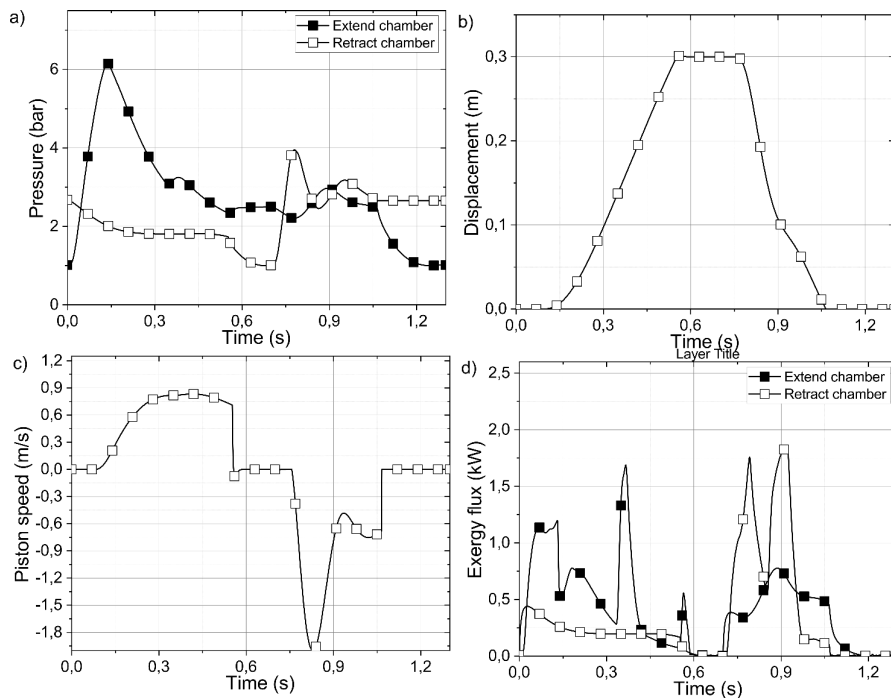 a)
Extend chamber
Retract chamber
Pressure (bar)
6
4
2
0
0,0 0,3 0,6 0,9 1,2
Time (s)
b)
Displacement (m)
0,3
0,2
0,1
0,0
0,0 0,3 0,6 0,9 1,2
Time (s)
c)
Piston speed (m/s)
1,2
0,9
0,6
0,3
0,0
-0,3
-0,6
-0,9
-1,2
-1,5
-1,8
0,0 0,3 0,6 0,9 1,2
Time (s)
d)
Layer Title
Extend chamber
Retract chamber
Exergy flux (kW)
2,5
2,0
1,5
1,0
0,5
0,0
0,0 0,3 0,6 0,9 1,2
Time (s)